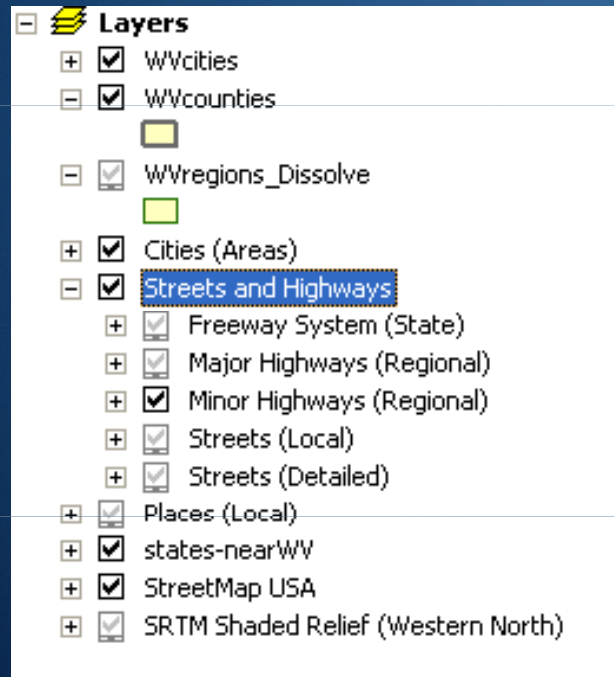 Layers
WVcities
WVcounties
WVregions_Dissolve
Cities (Areas)
Streets and Highways
Freeway System (State)
Major Highways (Regional)
Minor Highways (Regional)
Streets (Local)
Streets (Detailed)
Places (Local)
states-nearWV
StreetMap USA
SRTM Shaded Relief (Western North)